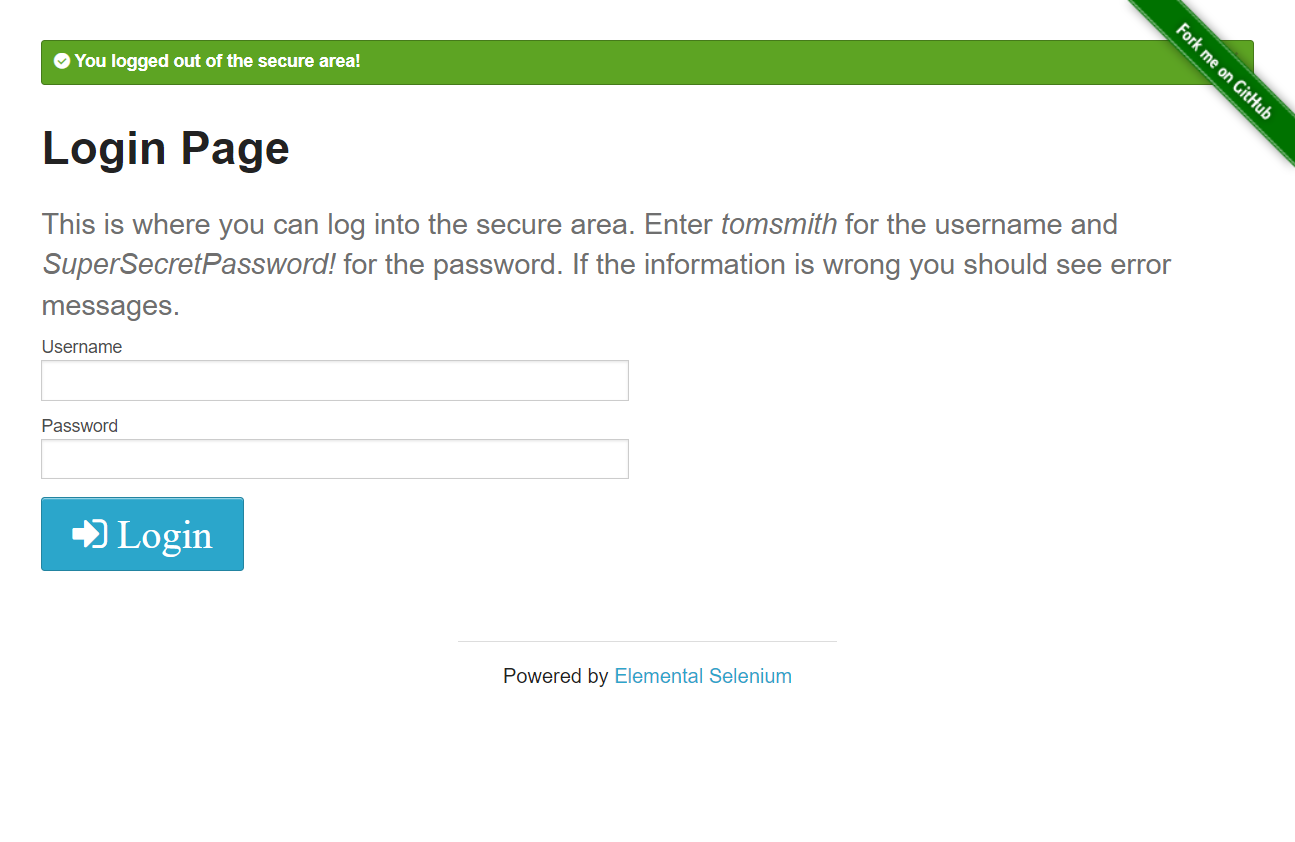 You logged out of the secure area!
Fork me on GitHub
Login Page
This is where you can log into the secure area. Enter tomsmith for the username and
SuperSecretPassword! for the password. If the information is wrong you should see error
messages.
Username
Password
Login
Powered by Elemental Selenium